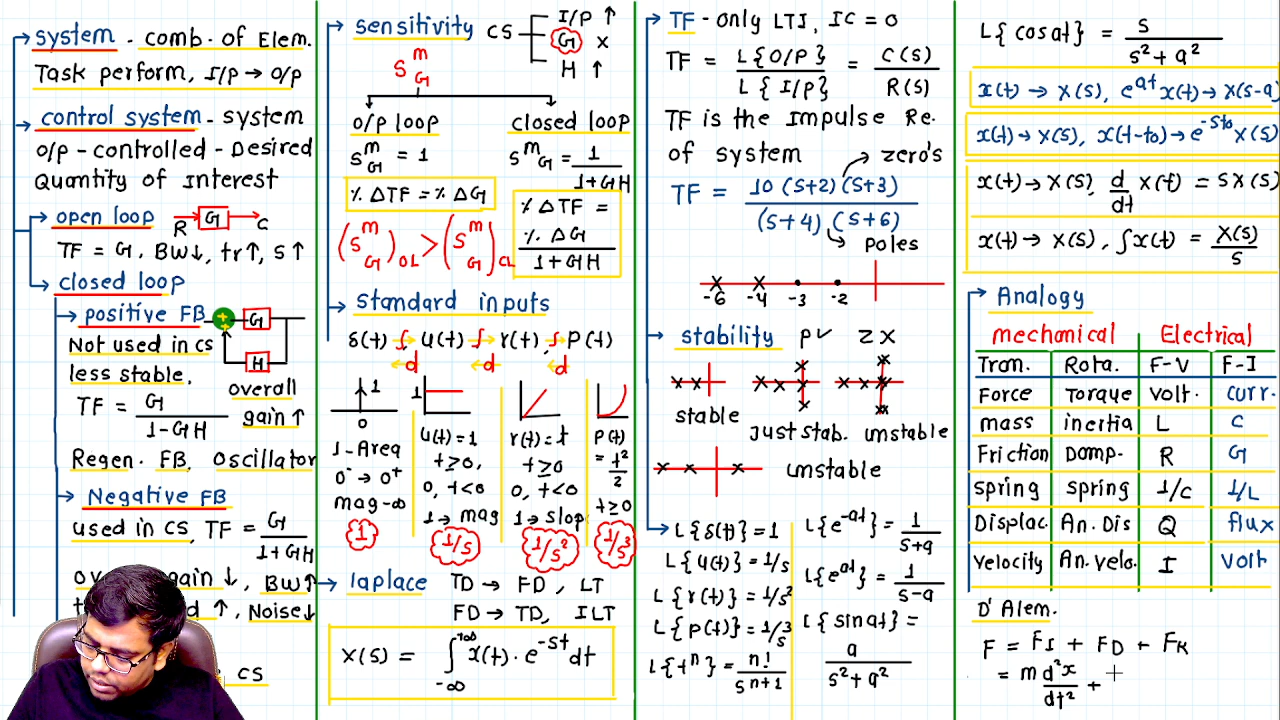 system - comb. of Elem.
Task perform, I/p → o/p
control system - system
o/p - controlled - Desired
Quantity of Interest
open loop R G C
TF = G, BW↓, tr↑, S↑
closed loop
positive FB + G
Not used in cs H
less stable. overall
TF = G / 1-GH gain ↑
Regen. FB, Oscillator
Negative FB
used in CS, TF = G / 1+GH
gain ↓, BW↑
↑, Noise↓
CS
sensitivity CS I/P ↑
G x
H ↑
S^m_G
o/p loop closed loop
S^m_G = 1 S^m_G = 1 / 1+GH
% ΔTF = % ΔG % ΔTF = % ΔG / 1+GH
(S^m_G)OL > (S^m_G)CL
standard inputs
δ(t) ∫ u(t) ∫ r(t) ∫ P(t)
d d d
1 0 1
1-Area u(t)=1 r(t)=t P(t)
0⁻ → 0⁺ t≥0, t≥0 = t²/2
mag-∞ 0, t<0 0, t<0 t≥0
1→ mag 1→ slop
1 1/s 1/s² 1/s³
laplace TD → FD, LT
FD → TD, ILT
X(s) = ∫ +∞ -∞ x(t) · e^-st dt
TF - only LTI, IC = 0
TF = L{O/P} / L{I/P} = C(s) / R(s)
TF is the Impulse Re.
of system zero's
TF = 10 (s+2) (s+3) / (s+4) (s+6)
poles
-6 -4 -3 -2
stability P✓ Z X
stable Just stab. unstable
unstable
L{δ(t)} = 1
L{u(t)} = 1/s
L{r(t)} = 1/s²
L{p(t)} = 1/s³
L{t^n} = n! / s^n+1
L{e^-at} = 1 / s+a
L{e^at} = 1 / s-a
L{sinat} =
a / s²+a²
L{cosat} = s / s²+a²
x(t) → X(s), e^at x(t) → X(s-a)
x(t) → X(s), x(t-t₀) → e^-st₀ X(s)
x(t) → X(s), d/dt x(t) = SX(s)
x(t) → X(s), ∫x(t) = X(s)/s
Analogy
mechanical Electrical
Tran. Rota. F-V F-I
Force Torque Volt. curr.
mass inertia L C
Friction Damp. R G
spring spring 1/c 1/L
Displac. An. Dis Q flux
Velocity An. velo. I Volt
D' Alem.
F = FI + FD + FK
= m d²x/dt² +